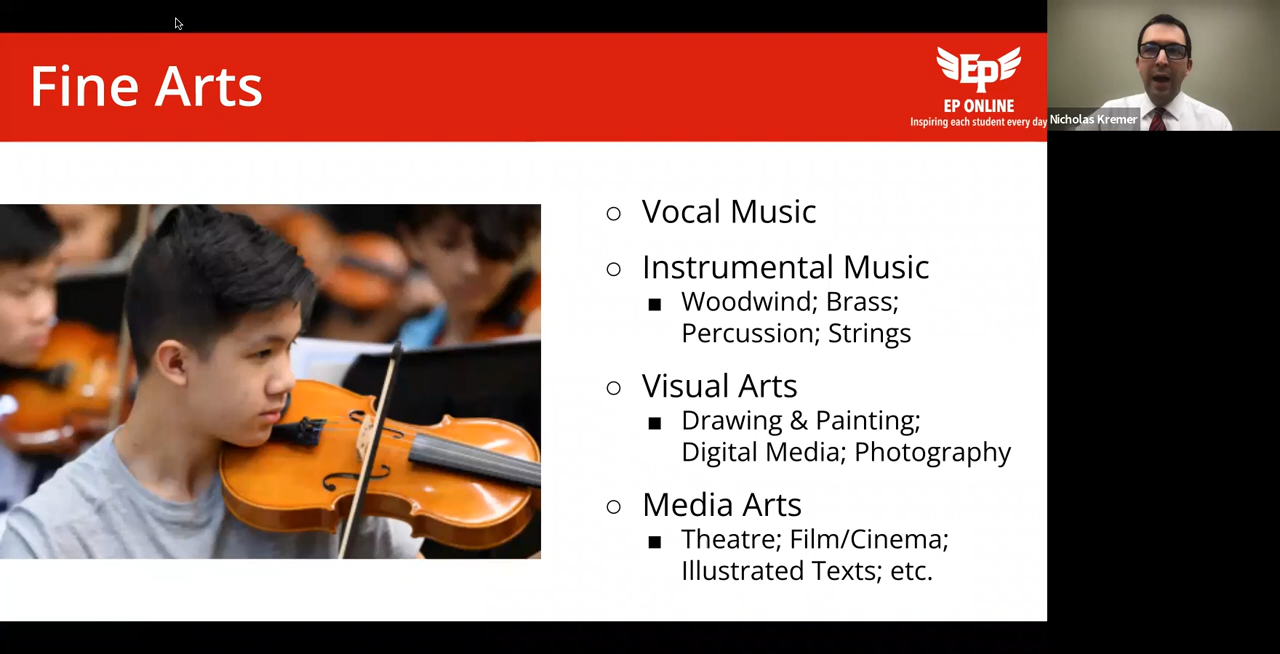 Fine Arts
EP
EP ONLINE
Inspiring each student every day
Nicholas Kremer
Vocal Music
Instrumental Music
Woodwind; Brass;
Percussion; Strings
Visual Arts
Drawing & Painting;
Digital Media; Photography
Media Arts
Theatre; Film/Cinema;
Illustrated Texts; etc.